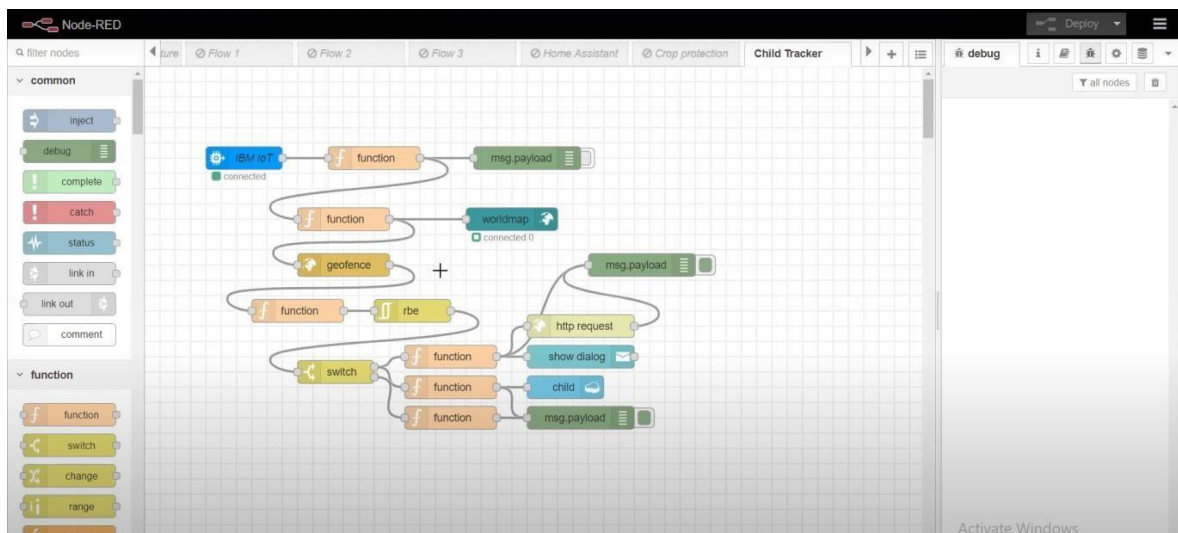 Node-RED
Deploy
filter nodes
ture
Flow 1
Flow 2
Flow 3
Home Assistant
Crop protection
Child Tracker
debug
i
all nodes
common
inject
debug
complete
catch
status
link in
link out
comment
function
function
switch
change
range
IBM IoT
connected
function
msg.payload
function
worldmap
connected 0
geofence
msg.payload
function
rbe
http request
switch
function
show dialog
function
child
function
msg.payload
Activate Windows